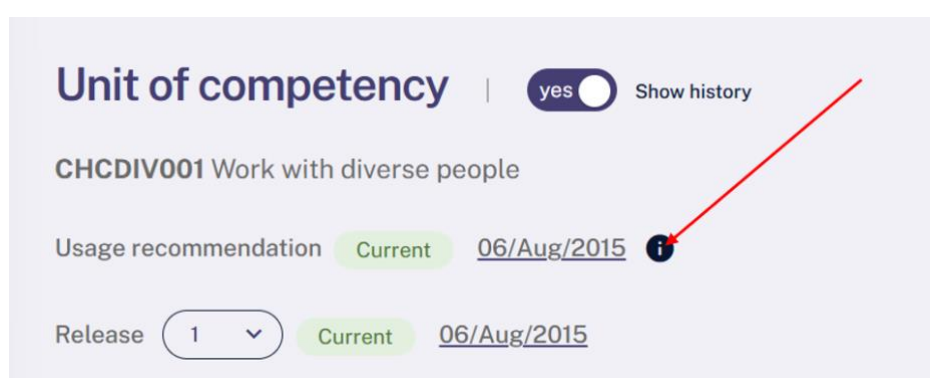 Unit of competency | yes Show history
CHCDIV001 Work with diverse people
Usage recommendation Current 06/Aug/2015 i
Release 1 Current 06/Aug/2015